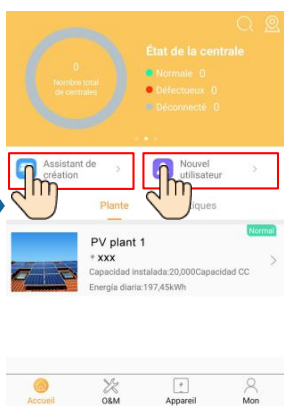 État de la centrale
0
Nombre total
de centrales
Normale 0
Défectueux 0
Déconnecté 0
Assistant de
création
Nouvel
utilisateur
Plante
tiques
Normal
PV plant 1
XXX
Capacidad instalada:20,000Capacidad CC
Energía diaria:197,45kWh
Accueil
O&M
Appareil
Mon